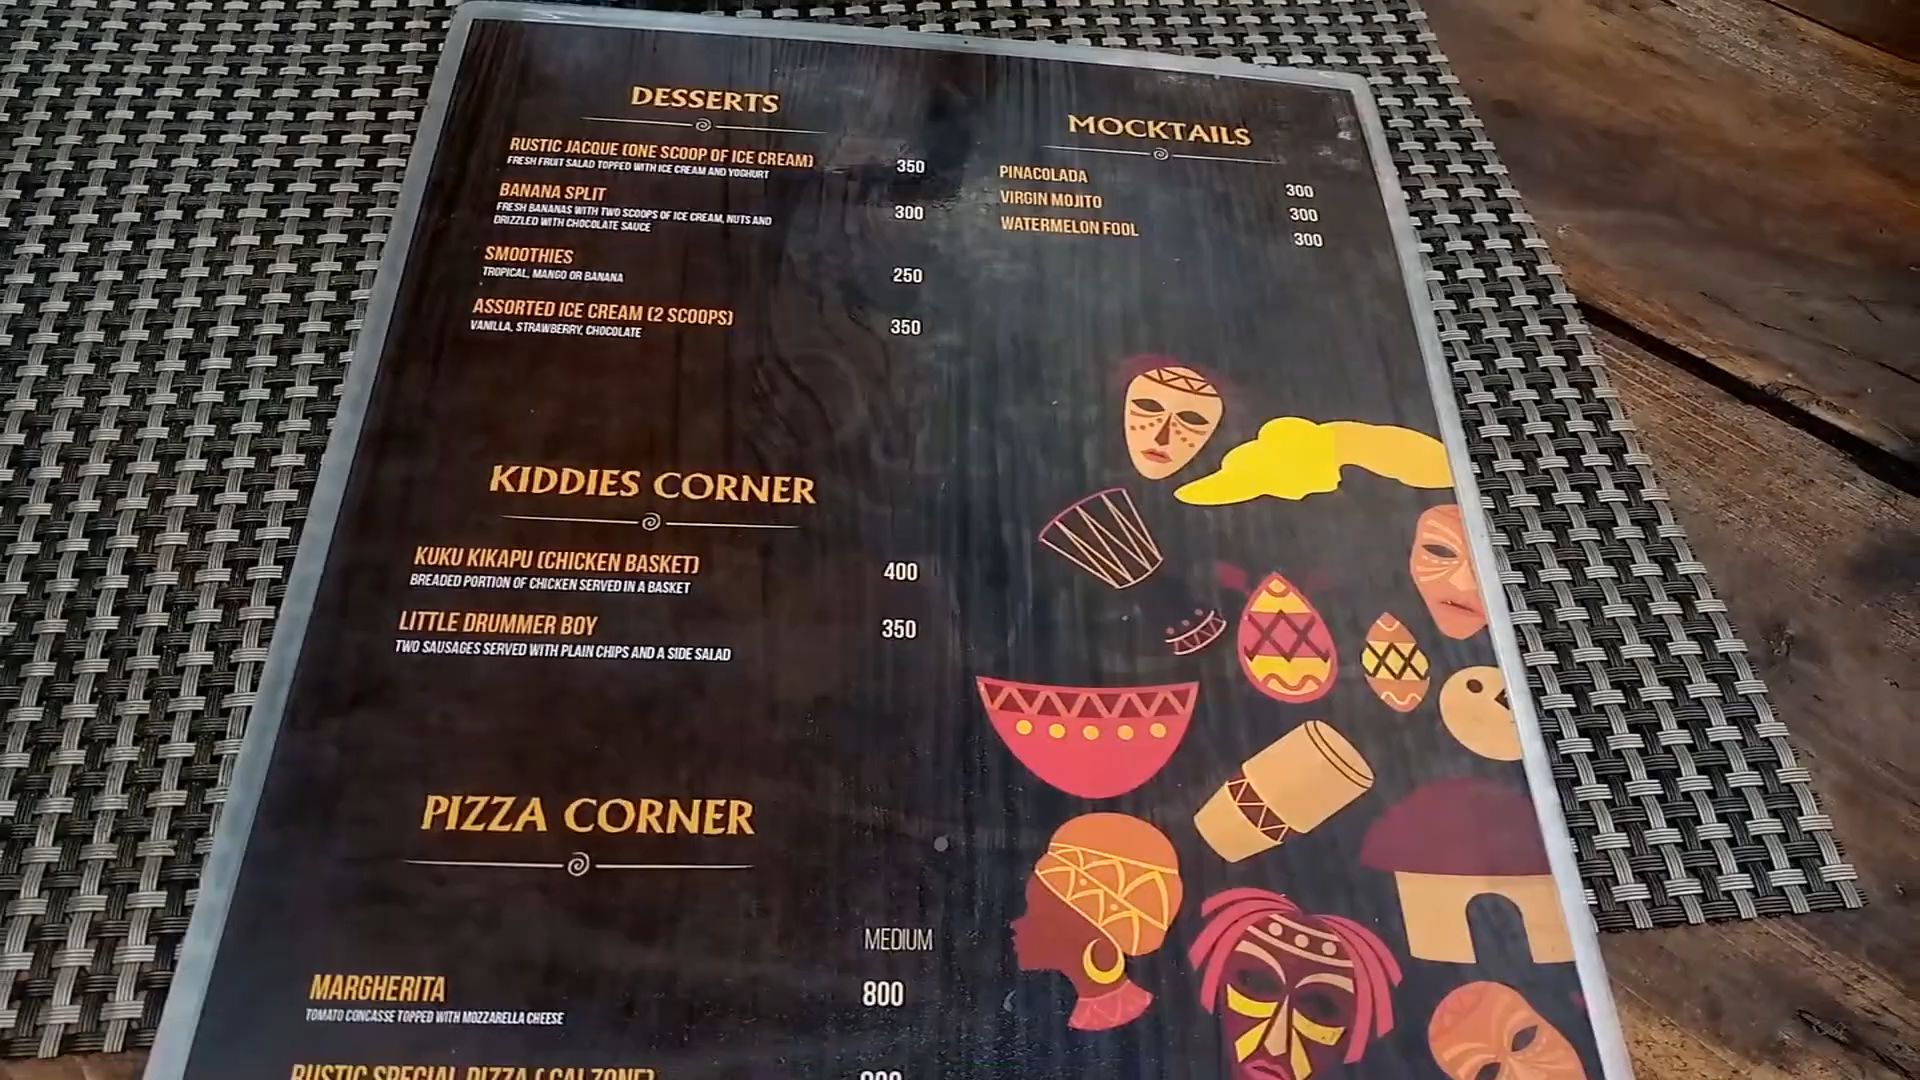 DESSERTS
RUSTIC JACQUE (ONE SCOOP OF ICE CREAM) 350
FRESH FRUIT SALAD TOPPED WITH ICE CREAM AND YOGHURT
BANANA SPLIT 300
FRESH BANANAS WITH TWO SCOOPS OF ICE CREAM, NUTS AND
DRIZZLED WITH CHOCOLATE SAUCE
SMOOTHIES 250
TROPICAL, MANGO OR BANANA
ASSORTED ICE CREAM (2 SCOOPS) 350
VANILLA, STRAWBERRY, CHOCOLATE
KIDDIES CORNER
KUKU KIKAPU (CHICKEN BASKET) 400
BREADED PORTION OF CHICKEN SERVED IN A BASKET
LITTLE DRUMMER BOY 350
TWO SAUSAGES SERVED WITH PLAIN CHIPS AND A SIDE SALAD
PIZZA CORNER
MEDIUM
MARGHERITA 800
TOMATO CONCASSE TOPPED WITH MOZZARELLA CHEESE
RUSTIC SPECIAL PIZZA (CALZONE)
MOCKTAILS
PINACOLADA 300
VIRGIN MOJITO 300
WATERMELON FOOL 300